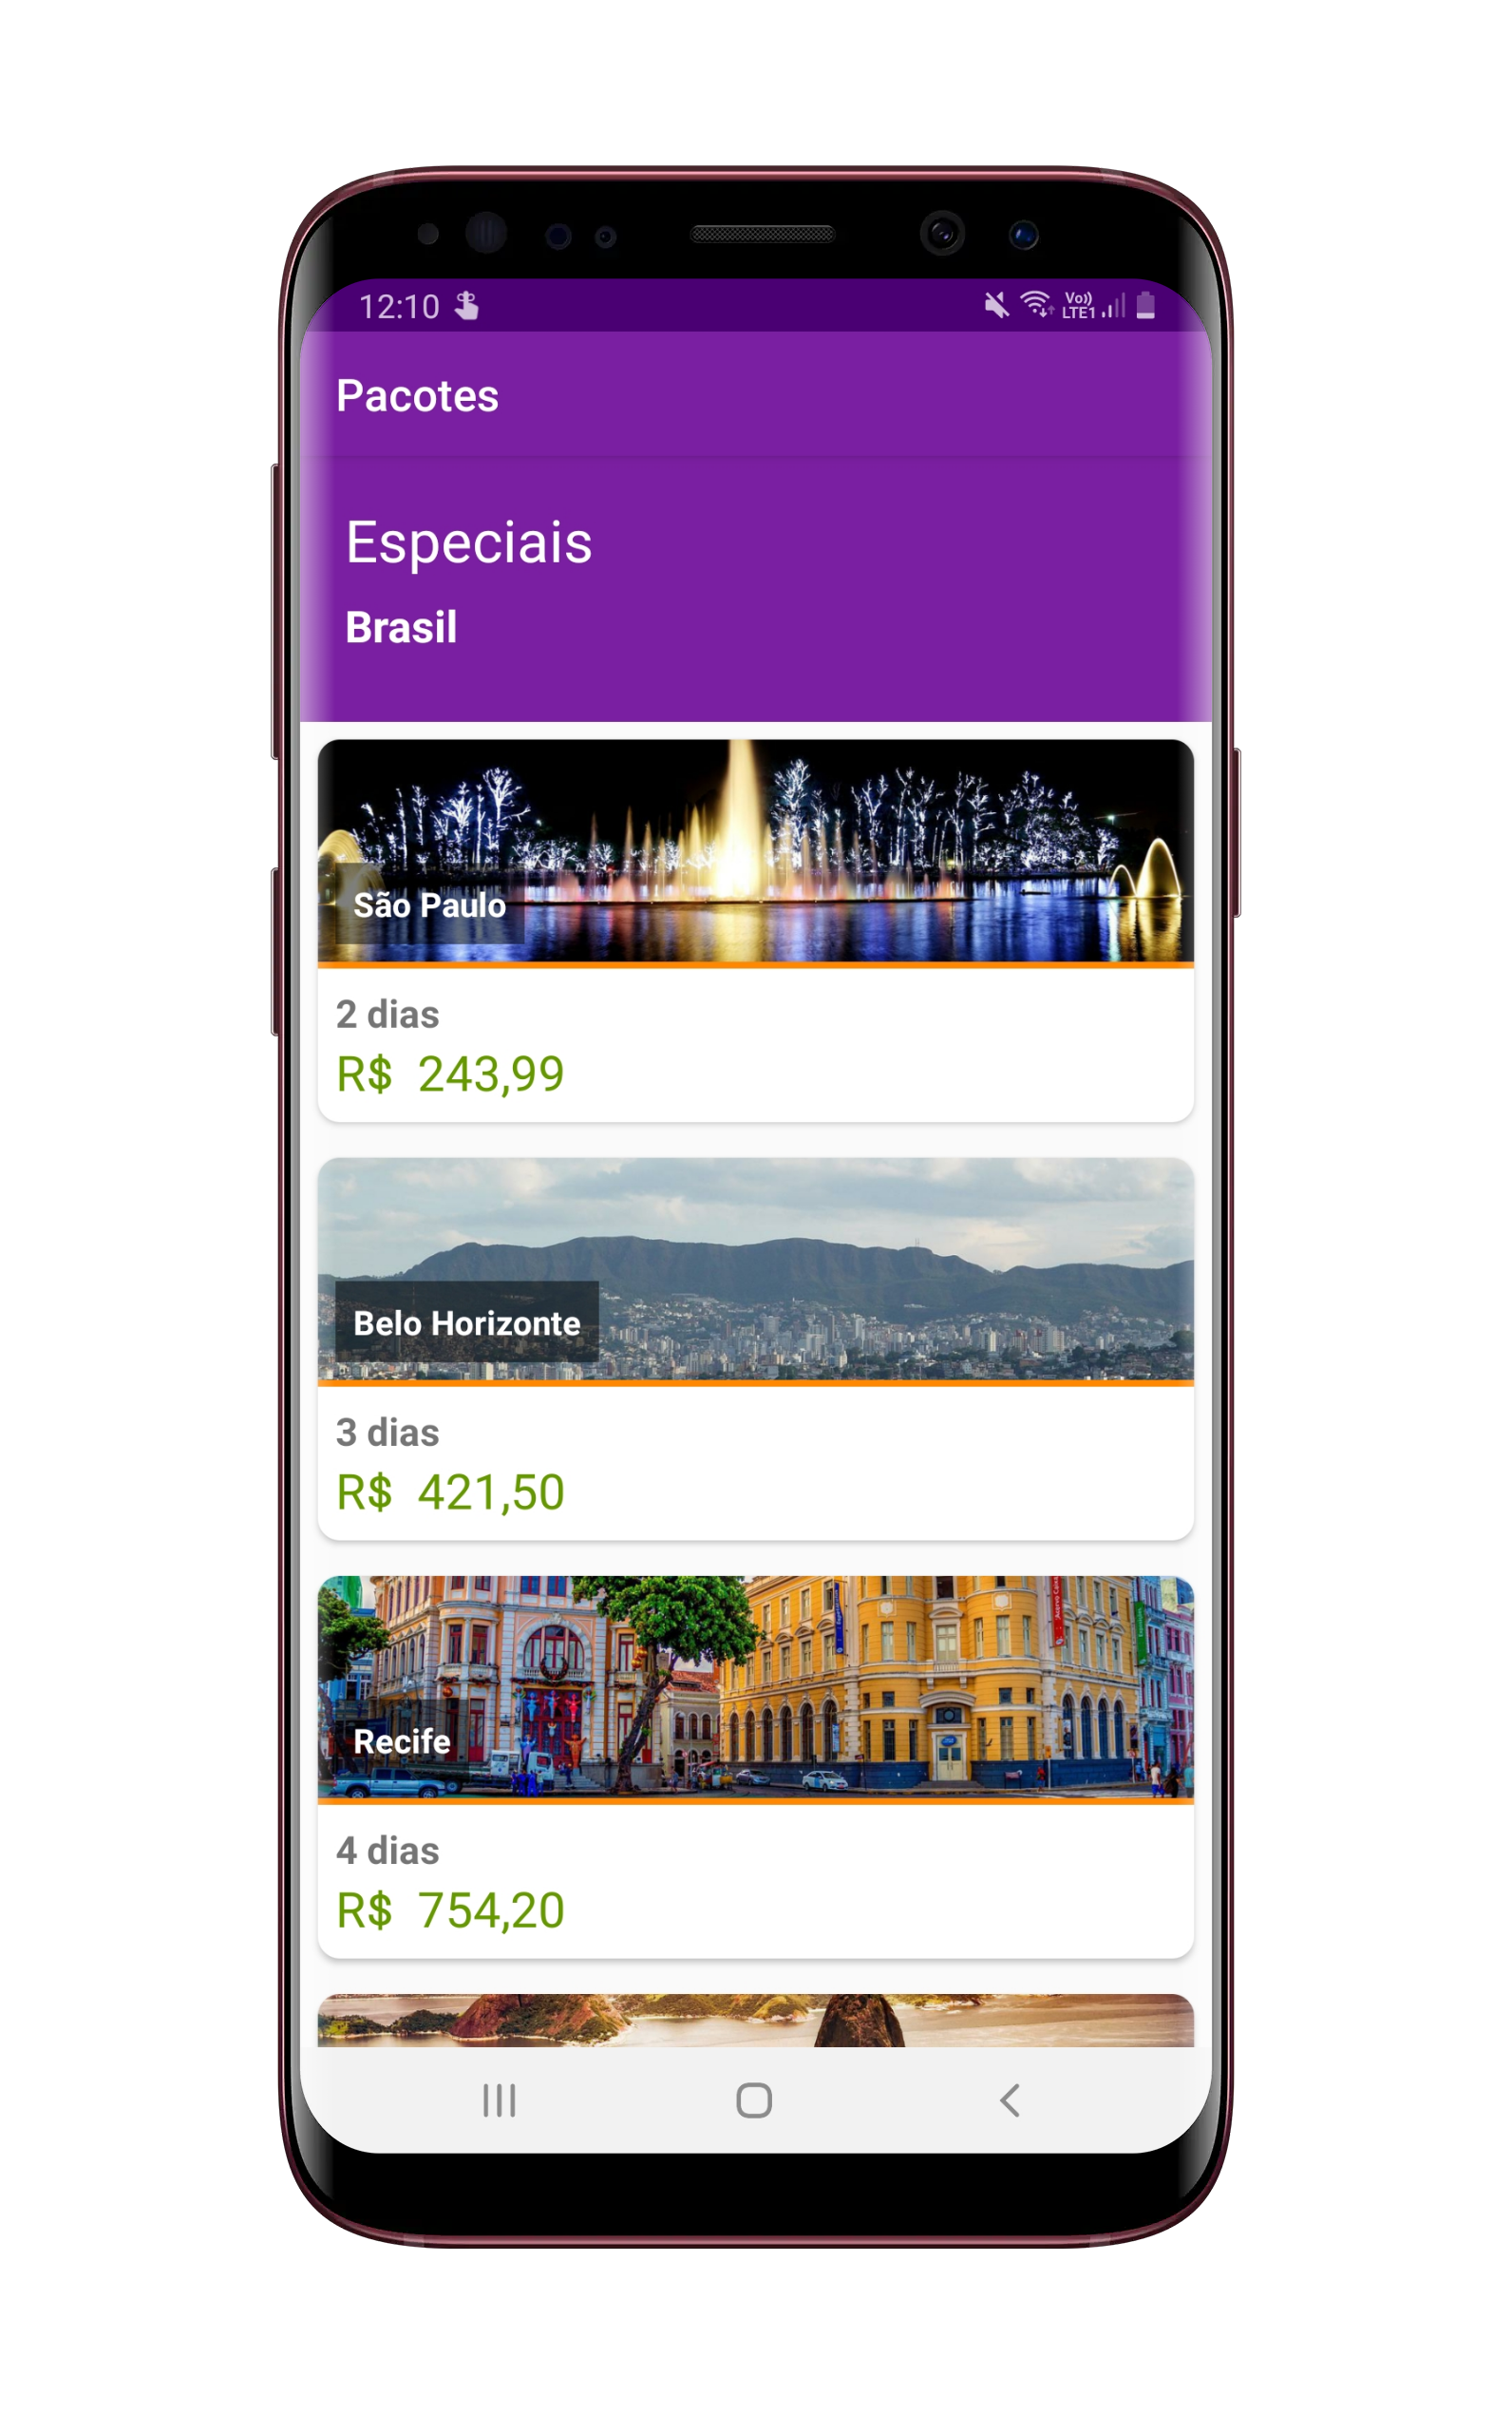 12:10
Vo))
LTE1
Pacotes
Especiais
Brasil
São Paulo
2 dias
R$ 243,99
Belo Horizonte
3 dias
R$ 421,50
Recife
4 dias
R$ 754,20